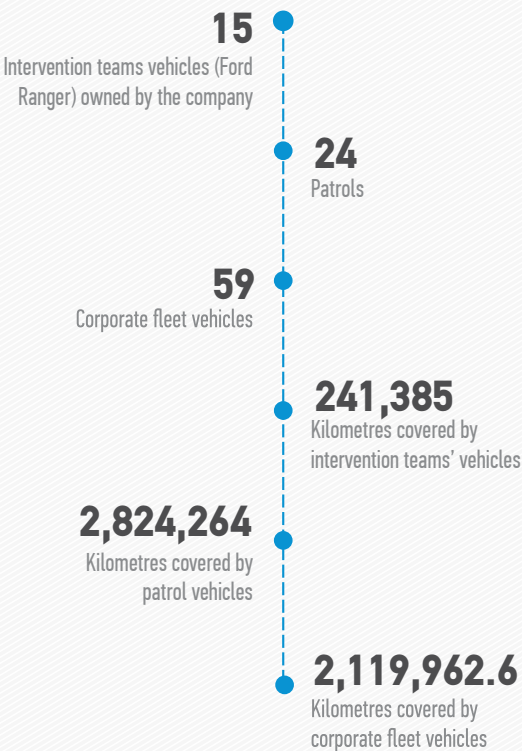 15
Intervention teams vehicles (Ford
Ranger) owned by the company
24
Patrols
59
Corporate fleet vehicles
241,385
Kilometres covered by
intervention teams’ vehicles
2,824,264
Kilometres covered by
patrol vehicles
2,119,962.6
Kilometres covered by
corporate fleet vehicles